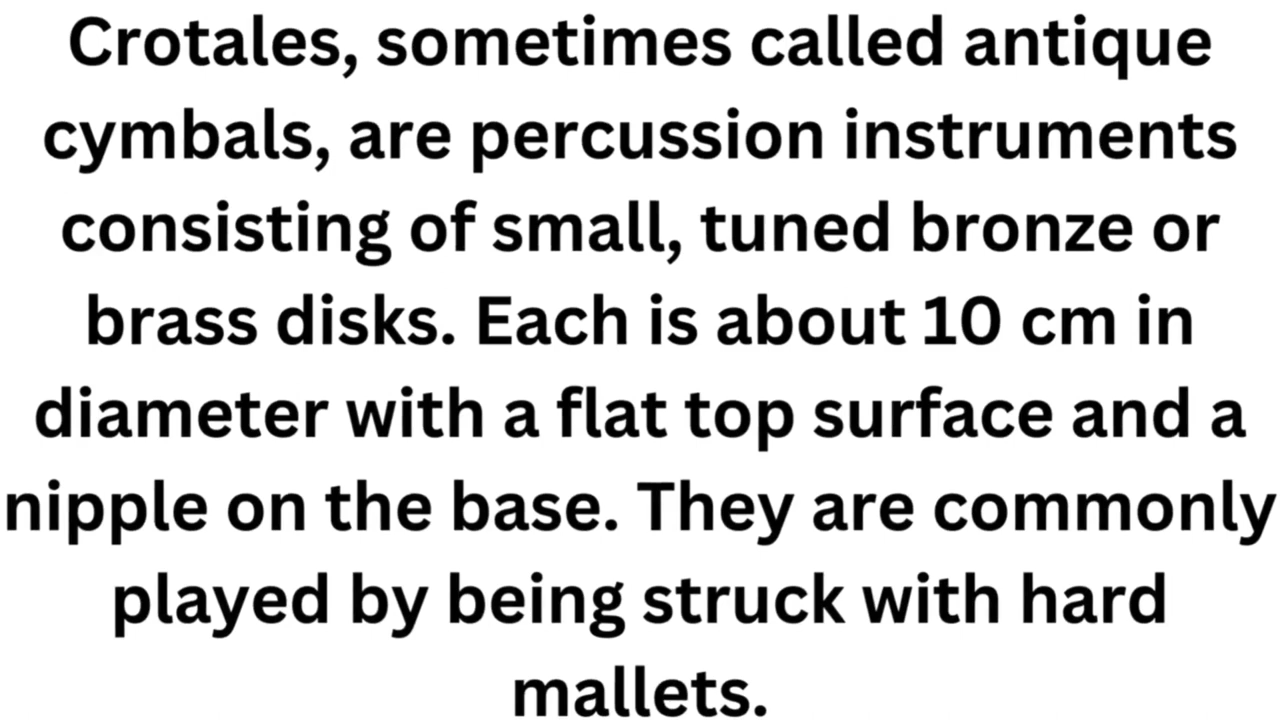 Crotales, sometimes called antique
cymbals, are percussion instruments
consisting of small, tuned bronze or
brass disks. Each is about 10 cm in
diameter with a flat top surface and a
nipple on the base. They are commonly
played by being struck with hard
mallets.